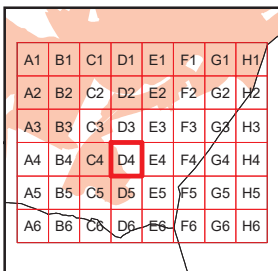 A1 B1 C1 D1 E1 F1 G1 H1
A2 B2 C2 D2 E2 F2 G2 H2
A3 B3 C3 D3 E3 F3 G3 H3
A4 B4 C4 D4 E4 F4 G4 H4
A5 B5 C5 D5 E5 F5 G5 H5
A6 B6 C6 D6 E6 F6 G6 H6